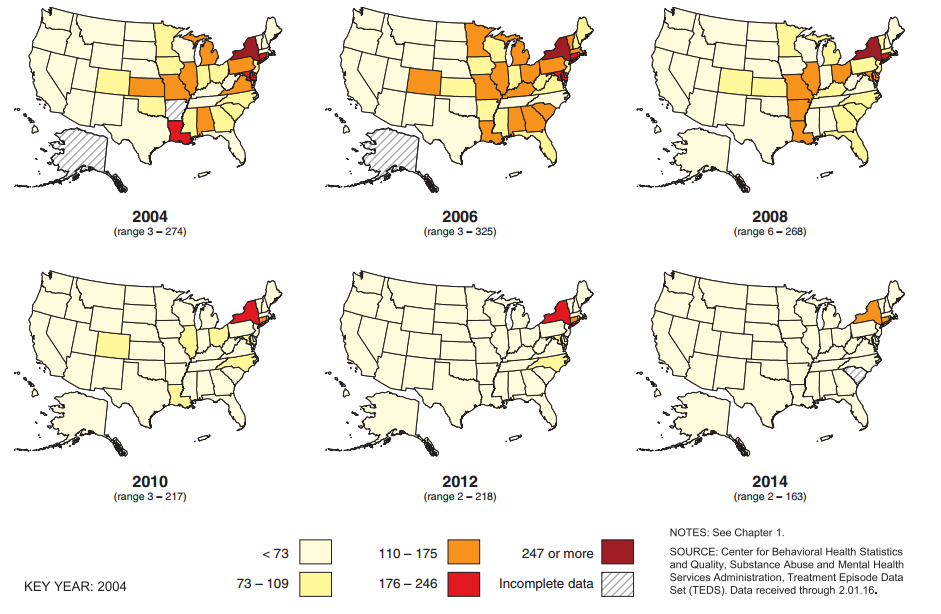 2004
(range 3 – 274)
2006
(range 3 – 325)
2008
(range 6 – 268)
2010
(range 3 – 217)
2012
(range 2 – 218)
2014
(range 2 – 163)
KEY YEAR: 2004
< 73
73 – 109
110 – 175
176 – 246
247 or more
Incomplete data
NOTES: See Chapter 1.
SOURCE: Center for Behavioral Health Statistics
and Quality, Substance Abuse and Mental Health
Services Administration, Treatment Episode Data
Set (TEDS). Data received through 2.01.16.